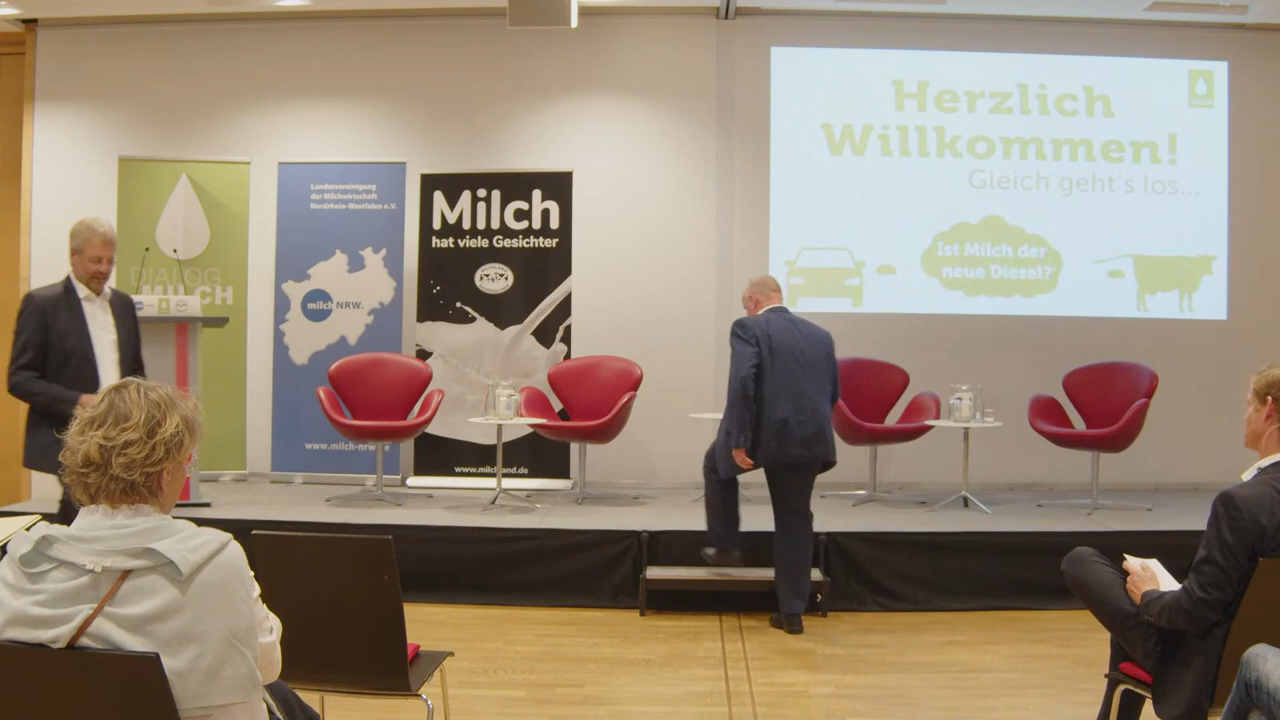 Herzlich
Willkommen!
Gleich geht's los...
Ist Milch der
neue Diesel?
DIALOG
MILCH
Landesvereinigung
der Milchwirtschaft
Nordrhein-Westfalen e.V.
milch NRW.
www.milch-nrw.de
Milch
hat viele Gesichter
MILCHLAND
www.milchland.de